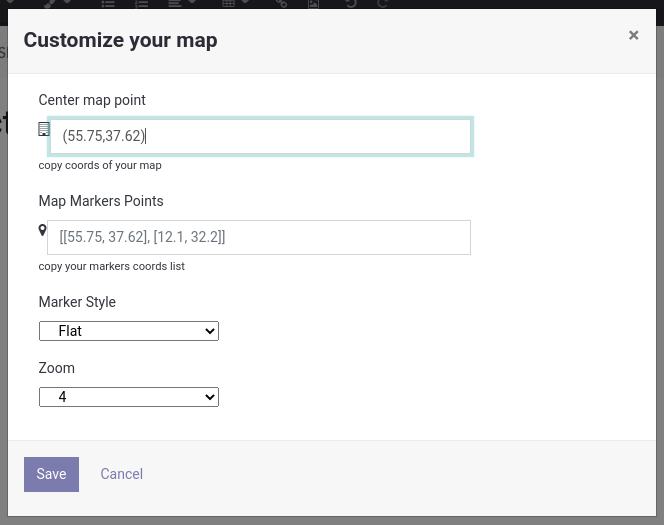 Customize your map
×
Center map point
(55.75,37.62)
copy coords of your map
Map Markers Points
[[55.75, 37.62], [12.1, 32.2]]
copy your markers coords list
Marker Style
Flat
Zoom
4
Save Cancel